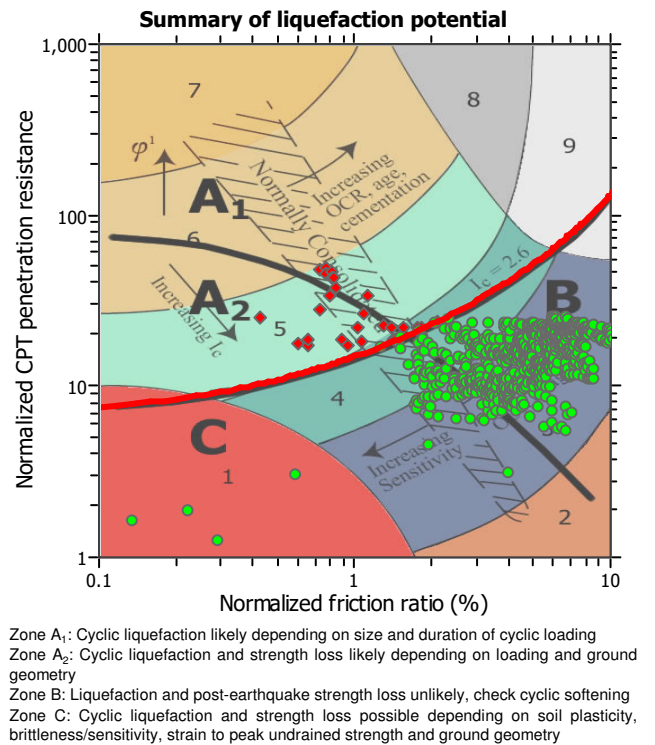 Summary of liquefaction potential
1,000
7
8
9
φ¹
A₁
Increasing
OCR, age,
cementation
Normally Consolidated
100
6
I꜀ = 2.6
A₂
B
Increasing I꜀
5
10
4
C
Increasing
Sensitivity
1
2
1
0.1
1
10
Normalized CPT penetration resistance
Normalized friction ratio (%)
Zone A₁: Cyclic liquefaction likely depending on size and duration of cyclic loading
Zone A₂: Cyclic liquefaction and strength loss likely depending on loading and ground
geometry
Zone B: Liquefaction and post-earthquake strength loss unlikely, check cyclic softening
Zone C: Cyclic liquefaction and strength loss possible depending on soil plasticity,
brittleness/sensitivity, strain to peak undrained strength and ground geometry